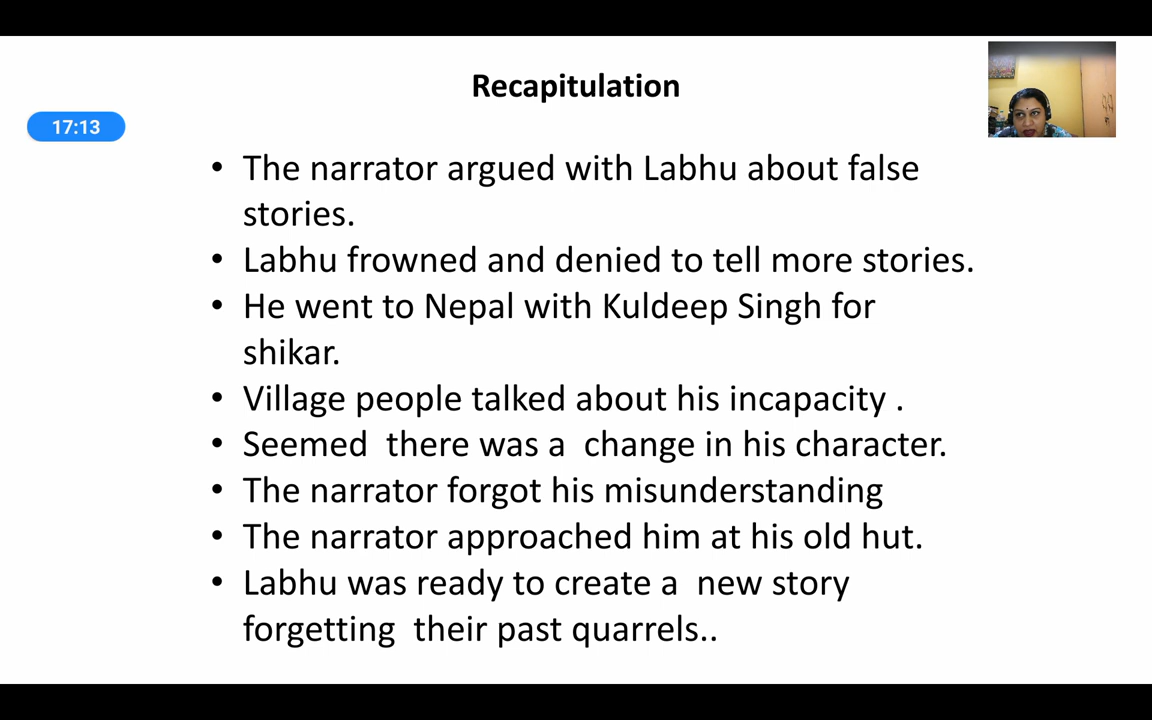 Recapitulation
17:13
• The narrator argued with Labhu about false
stories.
• Labhu frowned and denied to tell more stories.
• He went to Nepal with Kuldeep Singh for
shikar.
• Village people talked about his incapacity .
• Seemed  there was a  change in his character.
• The narrator forgot his misunderstanding
• The narrator approached him at his old hut.
• Labhu was ready to create a  new story
forgetting  their past quarrels..